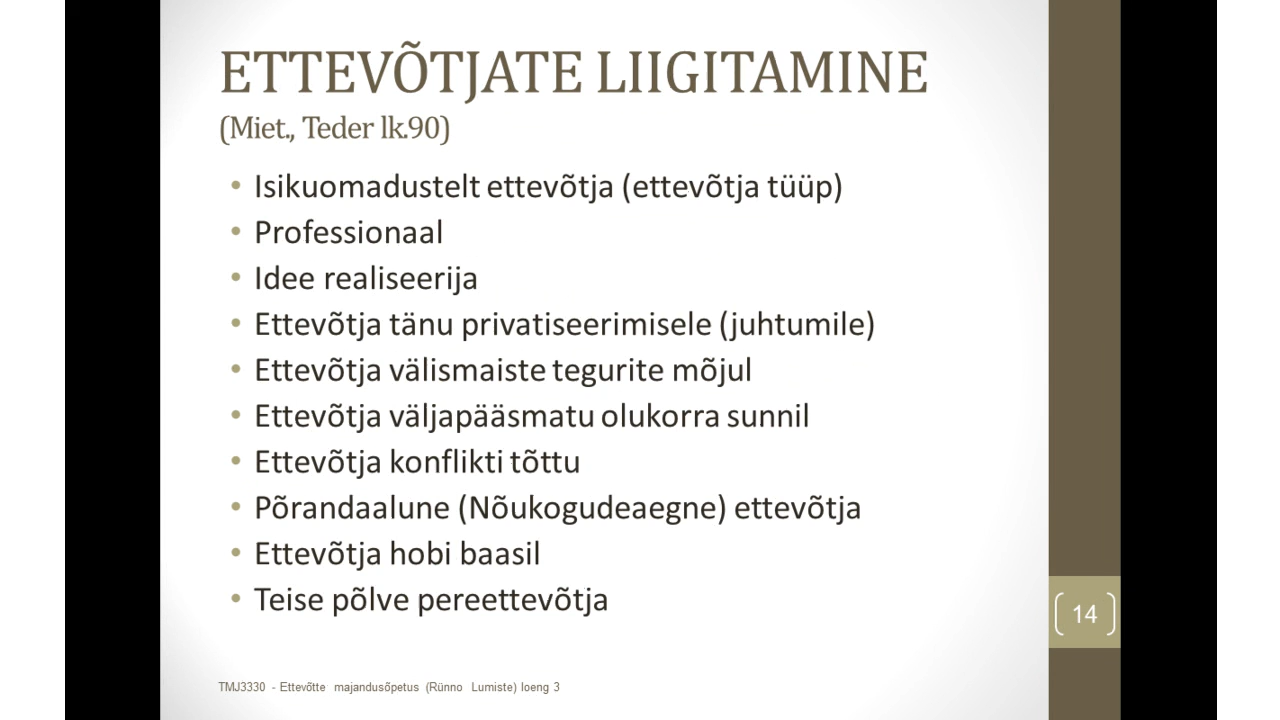 ETTEVÕTJATE LIIGITAMINE
(Miet., Teder lk.90)
• Isikuomadustelt ettevõtja (ettevõtja tüüp)
• Professionaal
• Idee realiseerija
• Ettevõtja tänu privatiseerimisele (juhtumile)
• Ettevõtja välismaiste tegurite mõjul
• Ettevõtja väljapääsmatu olukorra sunnil
• Ettevõtja konflikti tõttu
• Põrandaalune (Nõukogudeaegne) ettevõtja
• Ettevõtja hobi baasil
• Teise põlve pereettevõtja
14
TMJ3330 - Ettevõtte majandusõpetus (Rünno Lumiste) loeng 3